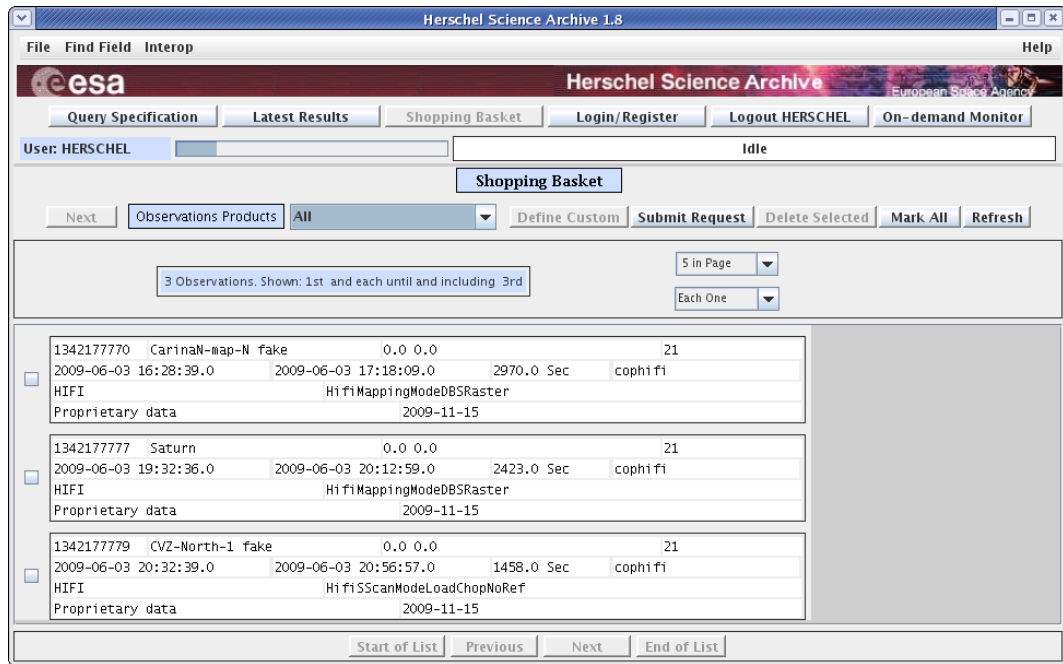 Herschel Science Archive 1.8
File Find Field Interop Help
esa Herschel Science Archive European Space Agency
Query Specification Latest Results Shopping Basket Login/Register Logout HERSCHEL On-demand Monitor
User: HERSCHEL Idle
Shopping Basket
Next Observations Products All Define Custom Submit Request Delete Selected Mark All Refresh
5 in Page
3 Observations. Shown: 1st and each until and including 3rd
Each One
1342177770 CarinaN-map-N fake 0.0 0.0 21
2009-06-03 16:28:39.0 2009-06-03 17:18:09.0 2970.0 Sec cophifi
HIFI HifiMappingModeDBSRaster
Proprietary data 2009-11-15
1342177777 Saturn 0.0 0.0 21
2009-06-03 19:32:36.0 2009-06-03 20:12:59.0 2423.0 Sec cophifi
HIFI HifiMappingModeDBSRaster
Proprietary data 2009-11-15
1342177779 CVZ-North-1 fake 0.0 0.0 21
2009-06-03 20:32:39.0 2009-06-03 20:56:57.0 1458.0 Sec cophifi
HIFI HifiSScanModeLoadChopNoRef
Proprietary data 2009-11-15
Start of List Previous Next End of List